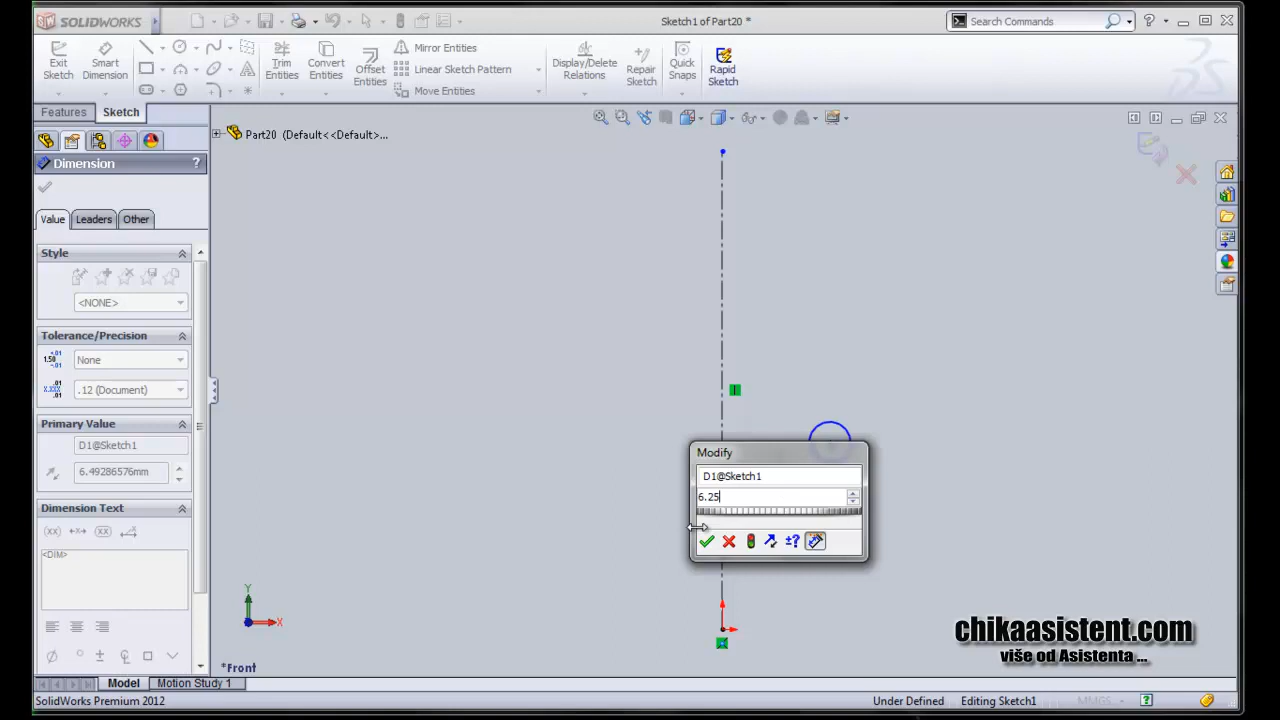 SOLIDWORKS
Sketch1 of Part20 *
Search Commands
Exit Sketch
Smart Dimension
Trim Entities
Convert Entities
Offset Entities
Mirror Entities
Linear Sketch Pattern
Move Entities
Display/Delete Relations
Repair Sketch
Quick Snaps
Rapid Sketch
Features
Sketch
Part20 (Default<<Default>...
Dimension
?
Value
Leaders
Other
Style
<NONE>
Tolerance/Precision
None
.12 (Document)
Primary Value
D1@Sketch1
6.49286576mm
Dimension Text
<DIM>
Modify
D1@Sketch1
6.25
±?
Y
X
*Front
chikaasistent.com
više od Asistenta ...
Model
Motion Study 1
SolidWorks Premium 2012
Under Defined
Editing Sketch1
MMGS
?